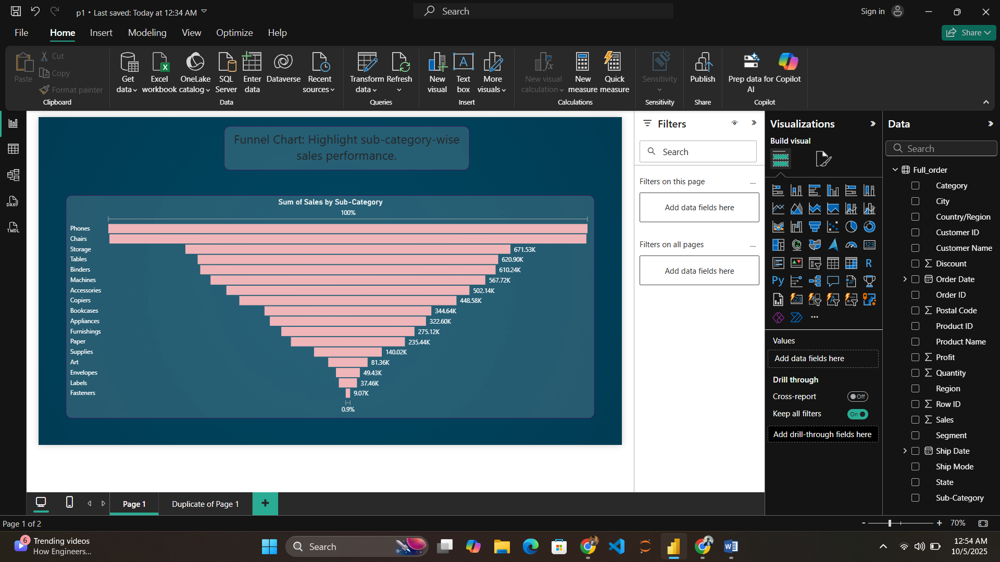 p1 • Last saved: Today at 12:34 AM
Search
Sign in
File
Home
Insert
Modeling
View
Optimize
Help
Share
Paste
Cut
Copy
Format painter
Clipboard
Get data
Excel workbook
OneLake catalog
SQL Server
Enter data
Dataverse
Recent sources
Data
Transform data
Refresh
Queries
New visual
A
Text box
More visuals
Insert
New visual calculation
New measure
Quick measure
Calculations
Sensitivity
Sensitivity
Publish
Share
Prep data for AI
Copilot
Copilot
DAX
TMDL
Funnel Chart: Highlight sub-category-wise
sales performance.
Sum of Sales by Sub-Category
100%
Phones
Chairs
Storage 671.53K
Tables 620.90K
Binders 610.24K
Machines 567.72K
Accessories 502.14K
Copiers 448.58K
Bookcases 344.64K
Appliances 322.60K
Furnishings 275.12K
Paper 235.44K
Supplies 140.02K
Art 81.36K
Envelopes 49.43K
Labels 37.46K
Fasteners 9.07K
0.9%
Filters
Search
Filters on this page ...
Add data fields here
Filters on all pages ...
Add data fields here
Visualizations
Build visual
123
R
Py
123
Values
Add data fields here
Drill through
Cross-report Off
Keep all filters On
Add drill-through fields here
Data
Search
Full_order
Category
City
Country/Region
Customer ID
Customer Name
∑ Discount
Order Date
Order ID
∑ Postal Code
Product ID
Product Name
∑ Profit
∑ Quantity
Region
∑ Row ID
∑ Sales
Segment
Ship Date
Ship Mode
State
Sub-Category
Page 1
Duplicate of Page 1
+
Page 1 of 2
- + 70%
6
Trending videos
How Engineers...
Search
12:54 AM
10/5/2025